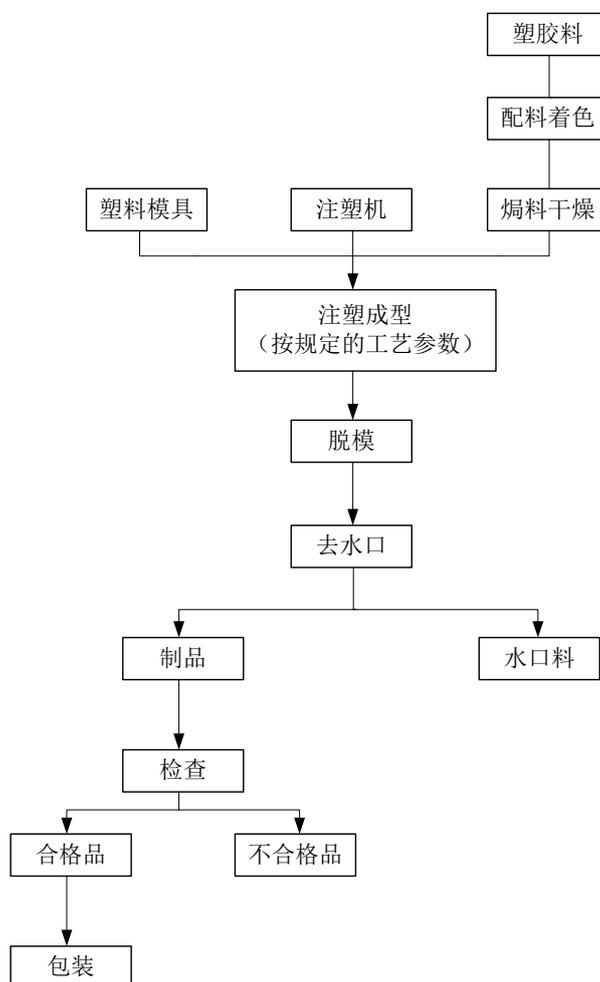 塑胶料
配料着色
塑料模具
注塑机
焗料干燥
注塑成型
（按规定的工艺参数）
脱模
去水口
制品
水口料
检查
合格品
不合格品
包装